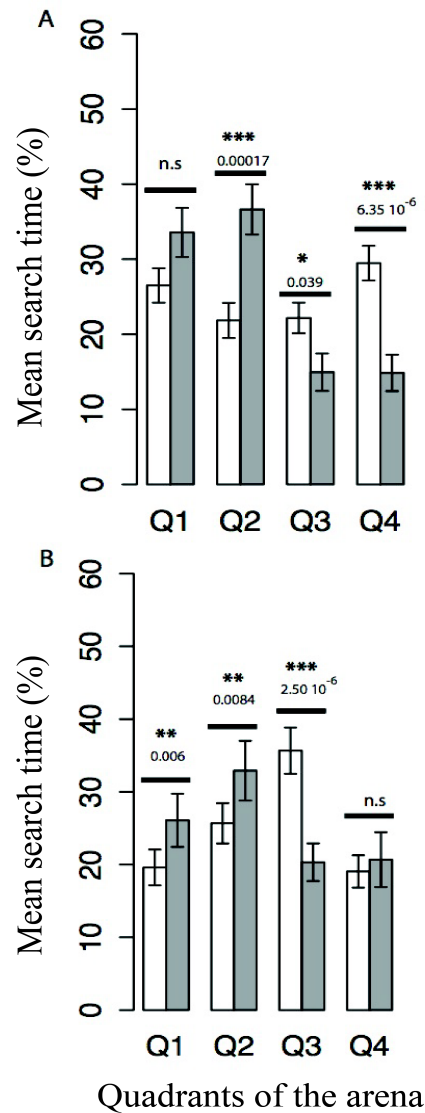 A
Mean search time (%)
60
50
40
30
20
10
0
n.s
***
0.00017
*
0.039
***
6.35 10-6
Q1 Q2 Q3 Q4
B
Mean search time (%)
60
50
40
30
20
10
0
**
0.006
**
0.0084
***
2.50 10-6
n.s
Q1 Q2 Q3 Q4
Quadrants of the arena